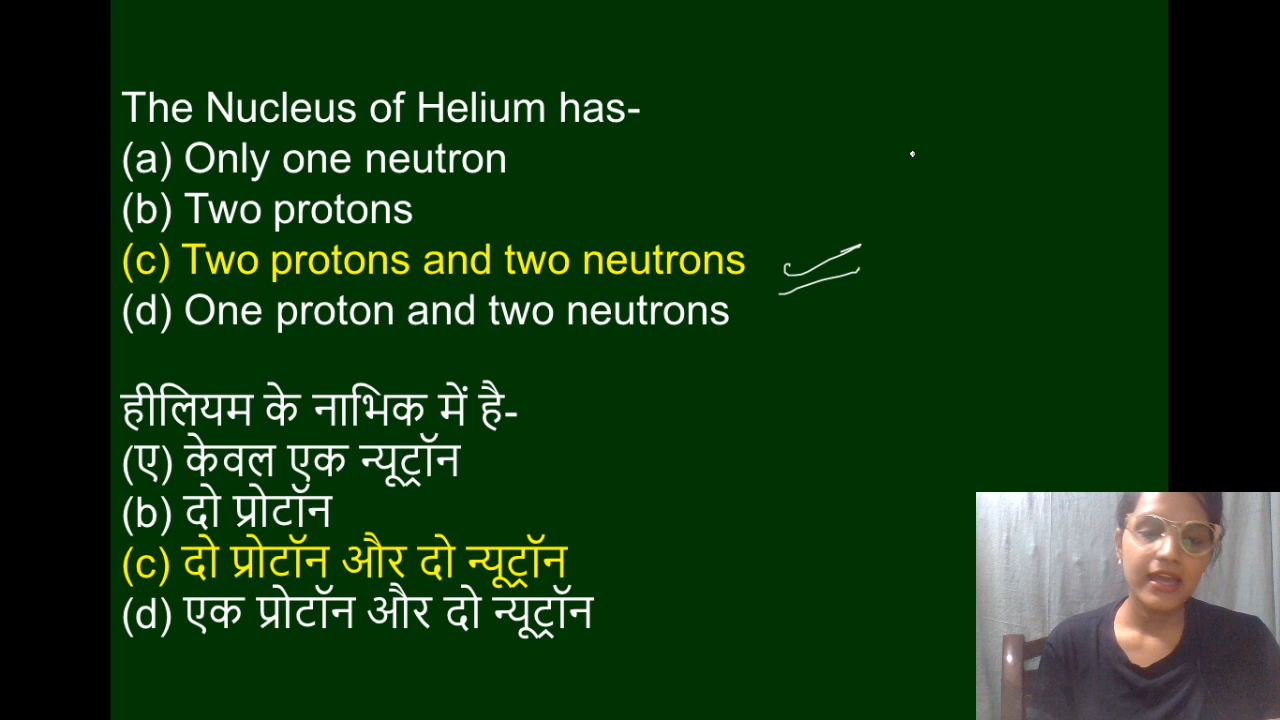 The Nucleus of Helium has-
(a) Only one neutron
(b) Two protons
(c) Two protons and two neutrons
(d) One proton and two neutrons
हीलियम के नाभिक में है-
(ए) केवल एक न्यूट्रॉन
(b) दो प्रोटॉन
(c) दो प्रोटॉन और दो न्यूट्रॉन
(d) एक प्रोटॉन और दो न्यूट्रॉन